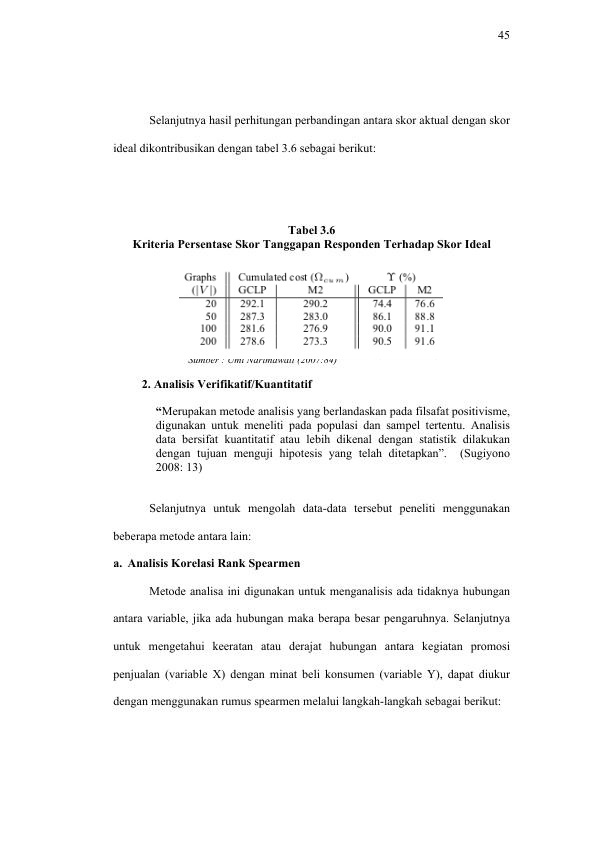 45
Selanjutnya hasil perhitungan perbandingan antara skor aktual dengan skor
ideal dikontribusikan dengan tabel 3.6 sebagai berikut:
Tabel 3.6
Kriteria Persentase Skor Tanggapan Responden Terhadap Skor Ideal
Graphs Cumulated cost (Ω_cum) ϒ (%)
(|V|) GCLP M2 GCLP M2
20 292.1 290.2 74.4 76.6
50 287.3 283.0 86.1 88.8
100 281.6 276.9 90.0 91.1
200 278.6 273.3 90.5 91.6
Sumber : Umi Narimawati (2007:84)
2. Analisis Verifikatif/Kuantitatif
“Merupakan metode analisis yang berlandaskan pada filsafat positivisme,
digunakan untuk meneliti pada populasi dan sampel tertentu. Analisis
data bersifat kuantitatif atau lebih dikenal dengan statistik dilakukan
dengan tujuan menguji hipotesis yang telah ditetapkan”. (Sugiyono
2008: 13)
Selanjutnya untuk mengolah data-data tersebut peneliti menggunakan
beberapa metode antara lain:
a. Analisis Korelasi Rank Spearmen
Metode analisa ini digunakan untuk menganalisis ada tidaknya hubungan
antara variable, jika ada hubungan maka berapa besar pengaruhnya. Selanjutnya
untuk mengetahui keeratan atau derajat hubungan antara kegiatan promosi
penjualan (variable X) dengan minat beli konsumen (variable Y), dapat diukur
dengan menggunakan rumus spearmen melalui langkah-langkah sebagai berikut: